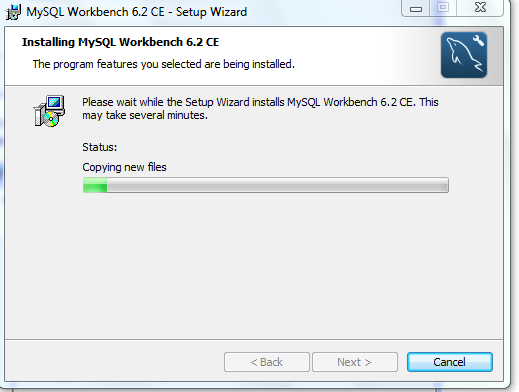 MySQL Workbench 6.2 CE - Setup Wizard
Installing MySQL Workbench 6.2 CE
The program features you selected are being installed.
Please wait while the Setup Wizard installs MySQL Workbench 6.2 CE. This
may take several minutes.
Status:
Copying new files
< Back
Next >
Cancel